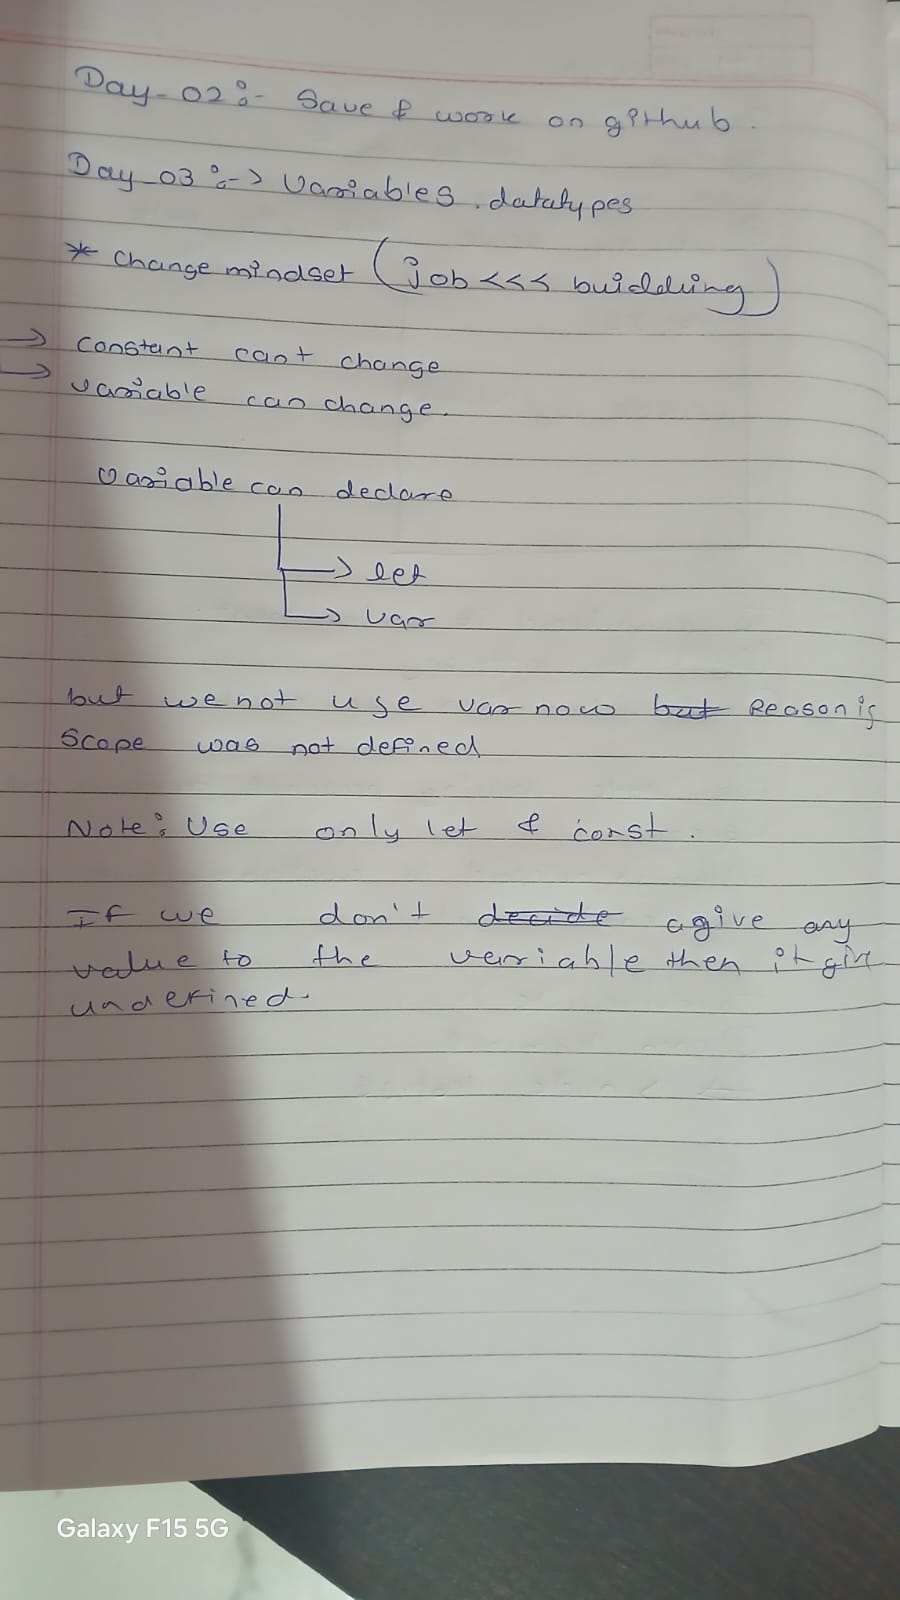 Day-02:- Save & work on github.
Day-03:-> Variables, datatypes
* Change mindset (job <<< buidding)
→ Constant can't change
→ Variable can change.
Variable can declare
→ let
→ var
but we not use var now but Reason is
Scope was not defined
Note: Use only let & const.
If we don't decide agive any
value to the variable then it give
undefined.
Galaxy F15 5G